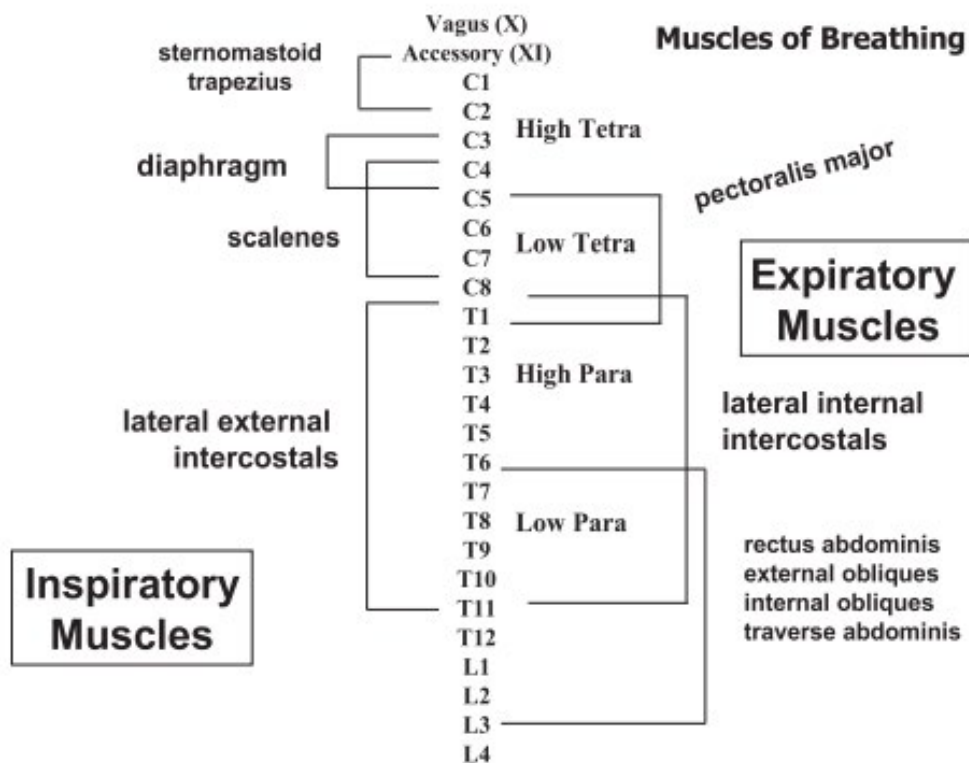 Muscles of Breathing
Vagus (X)
Accessory (XI)
C1
C2
C3
C4
C5
C6
C7
C8
T1
T2
T3
T4
T5
T6
T7
T8
T9
T10
T11
T12
L1
L2
L3
L4
sternomastoid
trapezius
diaphragm
scalenes
lateral external
intercostals
Inspiratory
Muscles
High Tetra
Low Tetra
High Para
Low Para
pectoralis major
Expiratory
Muscles
lateral internal
intercostals
rectus abdominis
external obliques
internal obliques
traverse abdominis